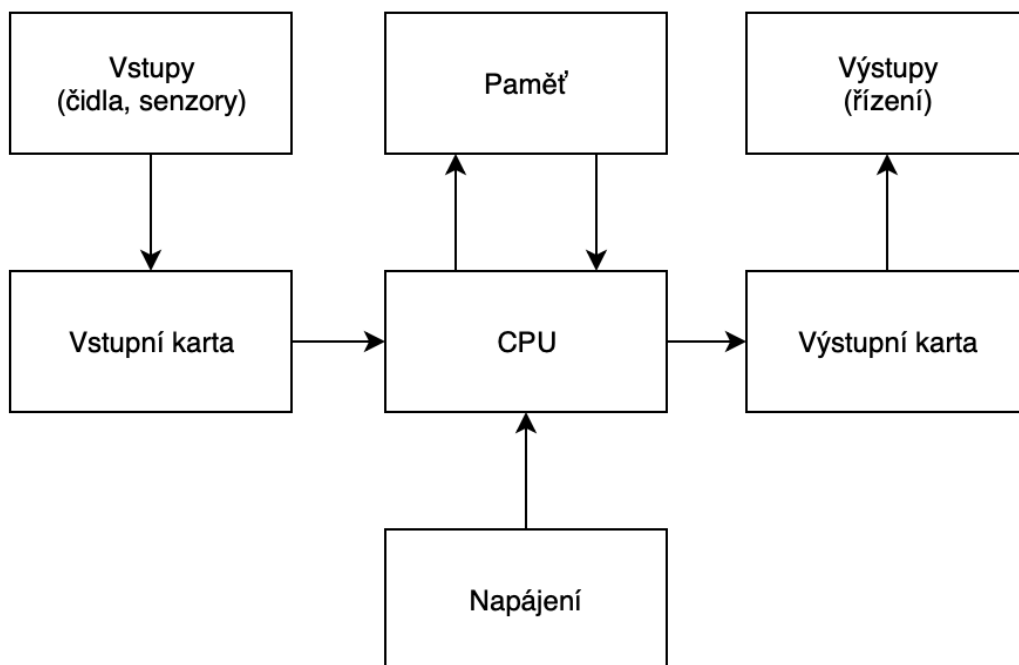 Vstupy
(čidla, senzory)
Paměť
Výstupy
(řízení)
Vstupní karta
CPU
Výstupní karta
Napájení